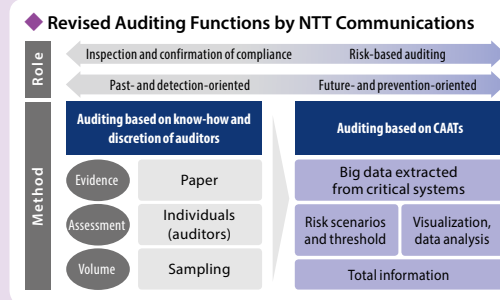 ◆ Revised Auditing Functions by NTT Communications
Role
Inspection and confirmation of compliance
Risk-based auditing
Past- and detection-oriented
Future- and prevention-oriented
Method
Auditing based on know-how and
discretion of auditors
Auditing based on CAATs
Evidence
Paper
Big data extracted
from critical systems
Assessment
Individuals
(auditors)
Risk scenarios
and threshold
Visualization,
data analysis
Volume
Sampling
Total information